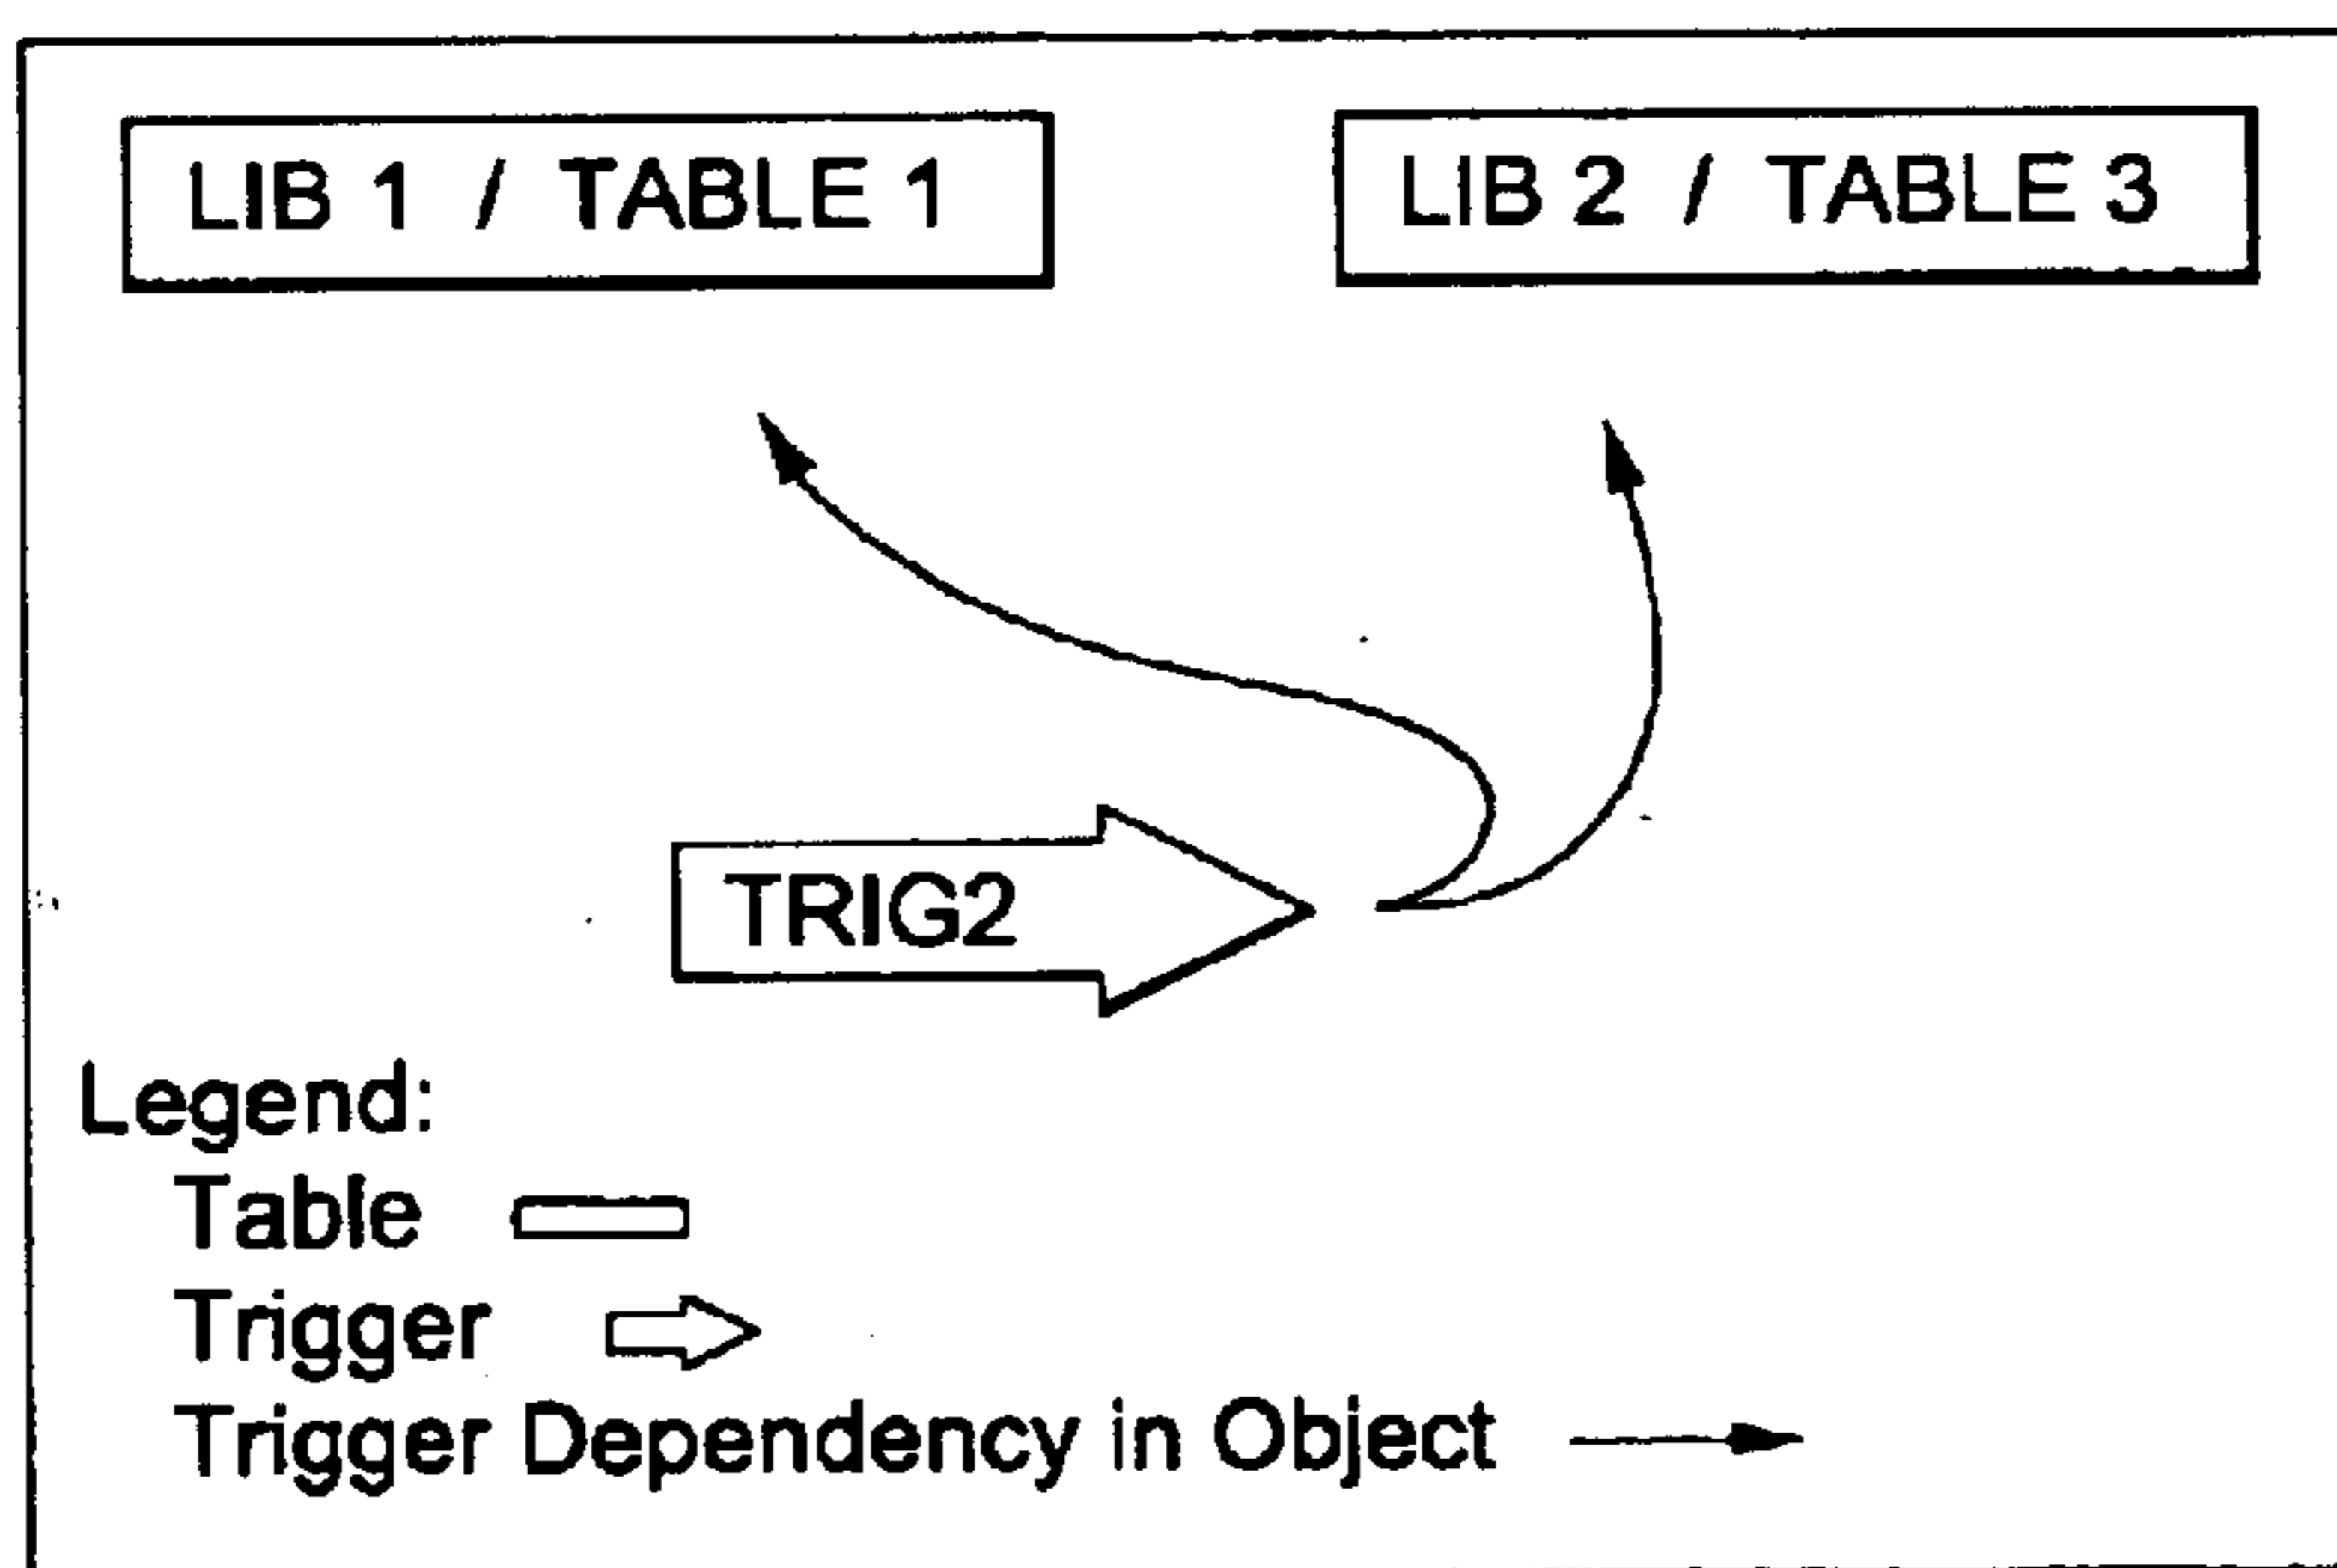 LIB 1 / TABLE 1
LIB 2 / TABLE 3
TRIG2
Legend:
Table
Trigger
Trigger Dependency in Object